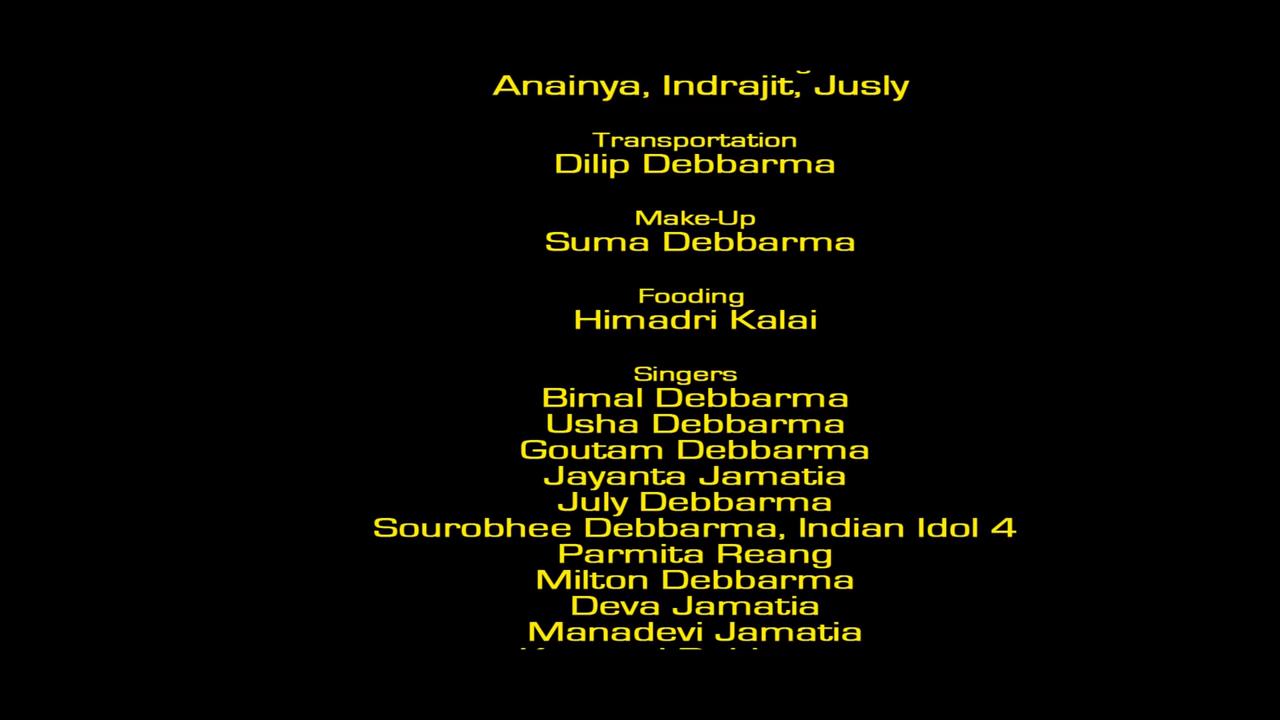 Anainya, Indrajit, Jusly
Transportation
Dilip Debbarma
Make-Up
Suma Debbarma
Fooding
Himadri Kalai
Singers
Bimal Debbarma
Usha Debbarma
Goutam Debbarma
Jayanta Jamatia
July Debbarma
Sourobhee Debbarma, Indian Idol 4
Parmita Reang
Milton Debbarma
Deva Jamatia
Manadevi Jamatia